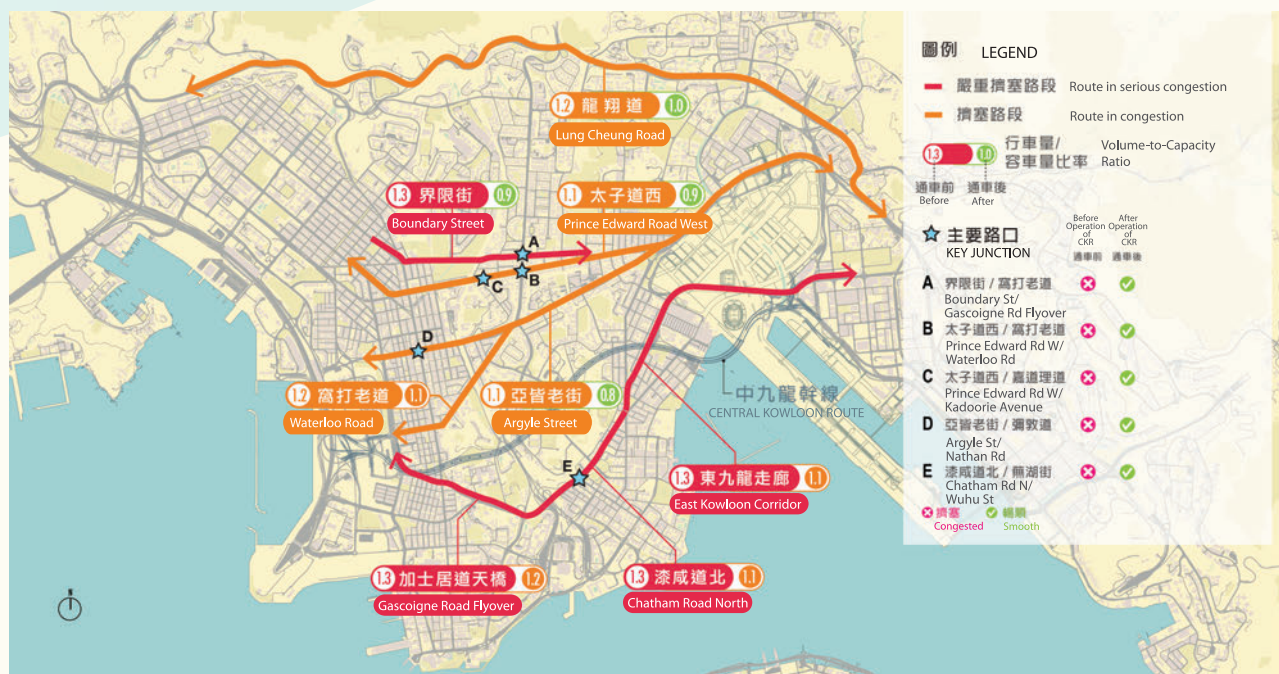 1.2 龍翔道 1.0
Lung Cheung Road
1.3 界限街 0.9
Boundary Street
1.1 太子道西 0.9
Prince Edward Road West
A
B
C
D
1.2 窩打老道 1.1
Waterloo Road
1.1 亞皆老街 0.8
Argyle Street
中九龍幹線
CENTRAL KOWLOON ROUTE
E
1.3 東九龍走廊 1.1
East Kowloon Corridor
1.3 加士居道天橋 1.2
Gascoigne Road Flyover
1.3 漆咸道北 1.1
Chatham Road North
圖例 LEGEND
嚴重擠塞路段 Route in serious congestion
擠塞路段 Route in congestion
1.3 1.0 行車量/ Volume-to-Capacity
容車量比率 Ratio
通車前 通車後
Before After
主要路口
KEY JUNCTION
Before Operation of CKR 通車前
After Operation of CKR 通車後
A 界限街 / 窩打老道
Boundary St/
Gascoigne Rd Flyover
B 太子道西 / 窩打老道
Prince Edward Rd W/
Waterloo Rd
C 太子道西 / 嘉道理道
Prince Edward Rd W/
Kadoorie Avenue
D 亞皆老街 / 彌敦道
Argyle St/
Nathan Rd
E 漆咸道北 / 蕪湖街
Chatham Rd N/
Wuhu St
擠塞 暢順
Congested Smooth